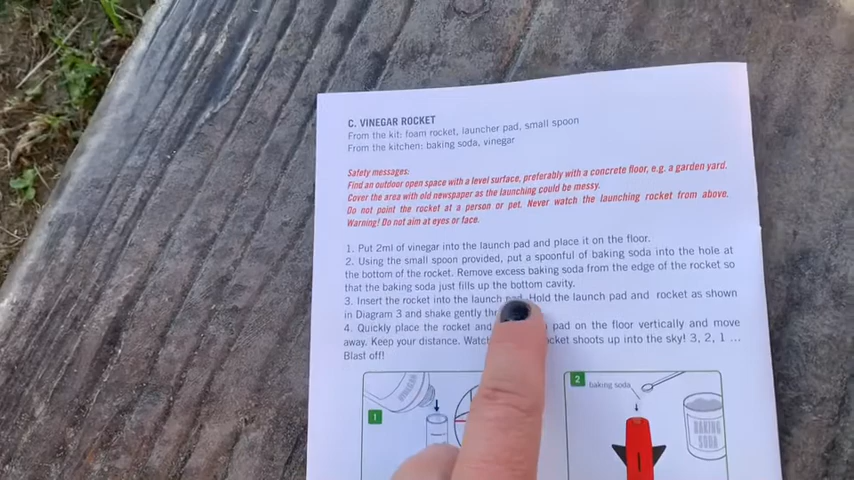 C. VINEGAR ROCKET
From the kit: foam rocket, launcher pad, small spoon
From the kitchen: baking soda, vinegar
Safety messages:
Find an outdoor open space with a level surface, preferably with a concrete floor, e.g. a garden yard.
Cover the area with old newspaper as the launching could be messy.
Do not point the rocket at a person or pet. Never watch the launching rocket from above.
Warning! Do not aim at eyes or face.
1. Put 2ml of vinegar into the launch pad and place it on the floor.
2. Using the small spoon provided, put a spoonful of baking soda into the hole at
the bottom of the rocket. Remove excess baking soda from the edge of the rocket so
that the baking soda just fills up the bottom cavity.
3. Insert the rocket into the launch pad. Hold the launch pad and rocket as shown
in Diagram 3 and shake gently
4. Quickly place the rocket and pad on the floor vertically and move
away. Keep your distance. shoots up into the sky! 3, 2, 1 ...
Blast off!
VINEGAR
1
2
baking soda
BAKING
SODA